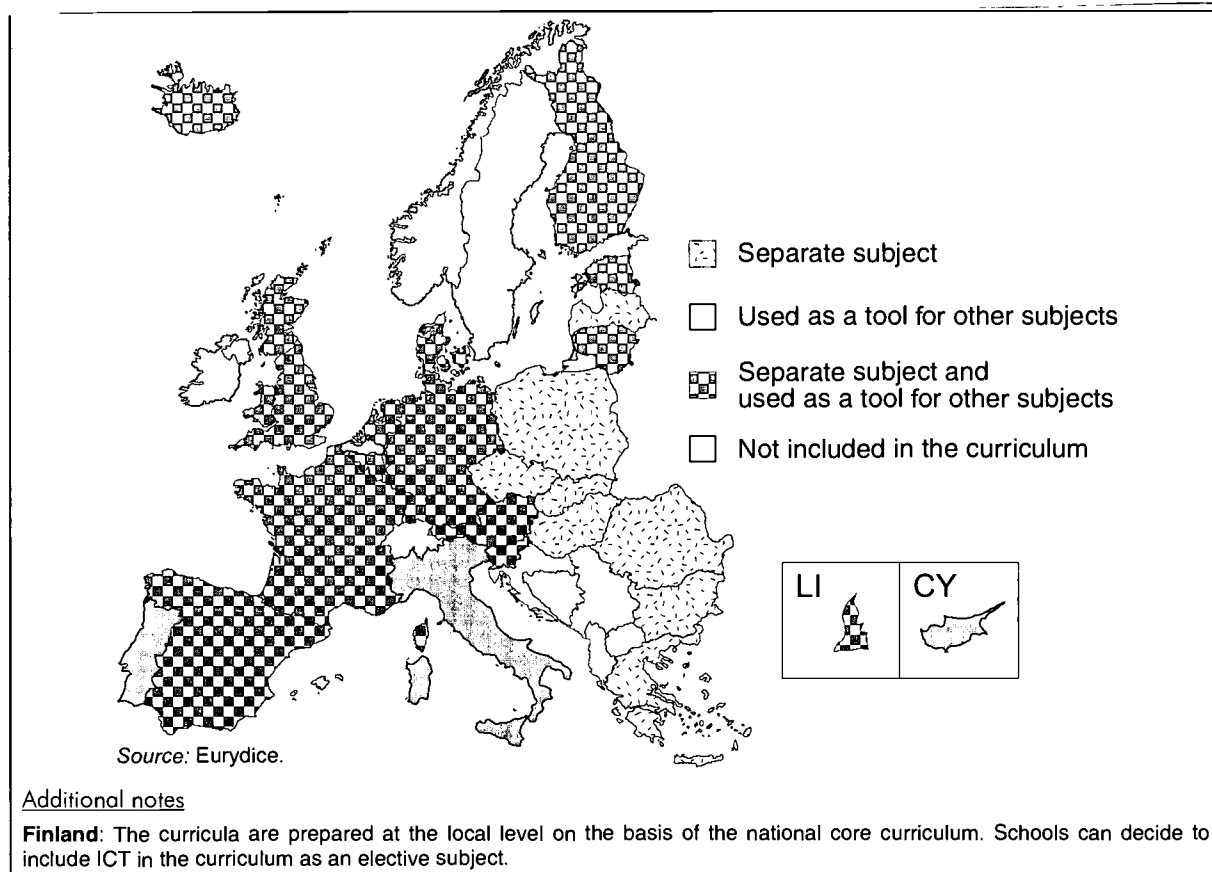 Separate subject
Used as a tool for other subjects
Separate subject and
used as a tool for other subjects
Not included in the curriculum
LI
CY
Source: Eurydice.
Additional notes
Finland: The curricula are prepared at the local level on the basis of the national core curriculum. Schools can decide to
include ICT in the curriculum as an elective subject.